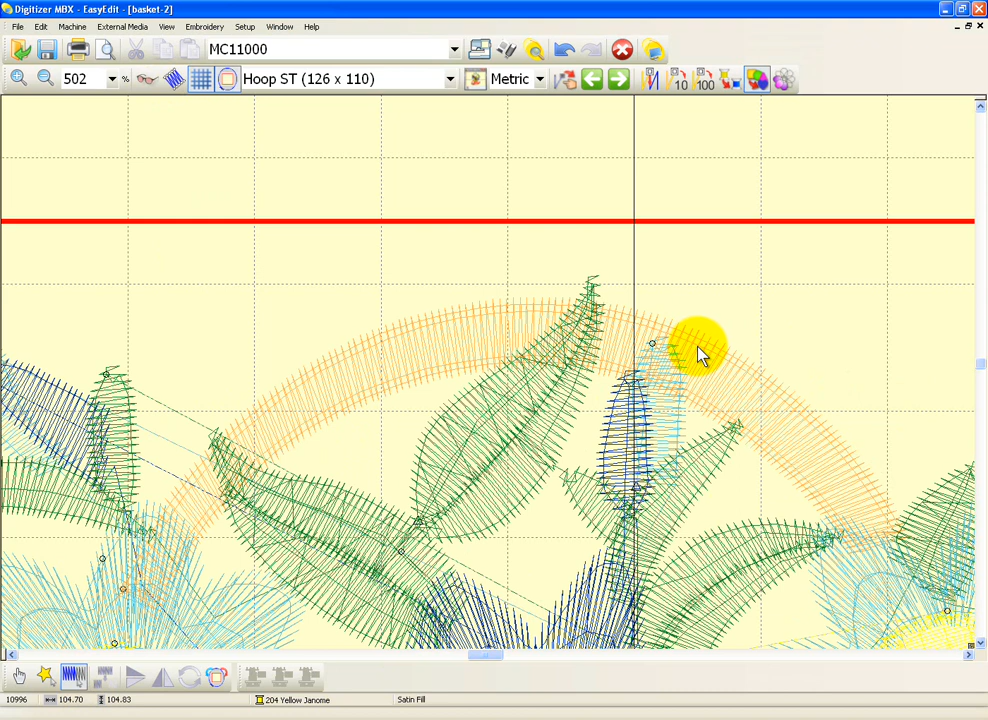 Digitizer MBX - EasyEdit - [basket-2]
File Edit Machine External Media View Embroidery Setup Window Help
MC11000
502 % Hoop ST (126 x 110) Metric 10 100
10996 104.70 104.83 204 Yellow Janome Satin Fill